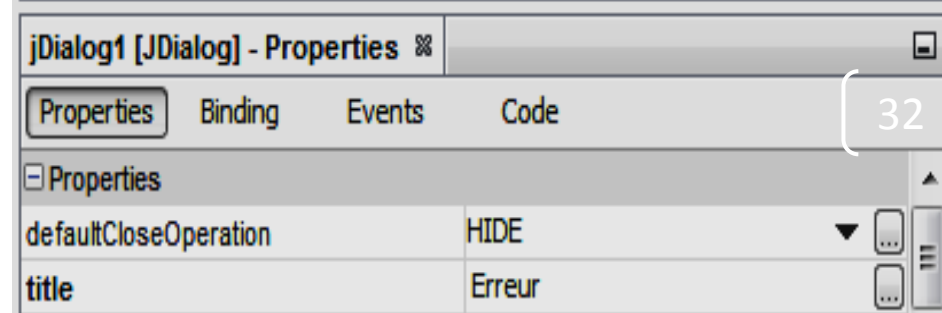 jDialog1 [JDialog] - Properties
Properties Binding Events Code
32
Properties
defaultCloseOperation HIDE ...
title Erreur ...